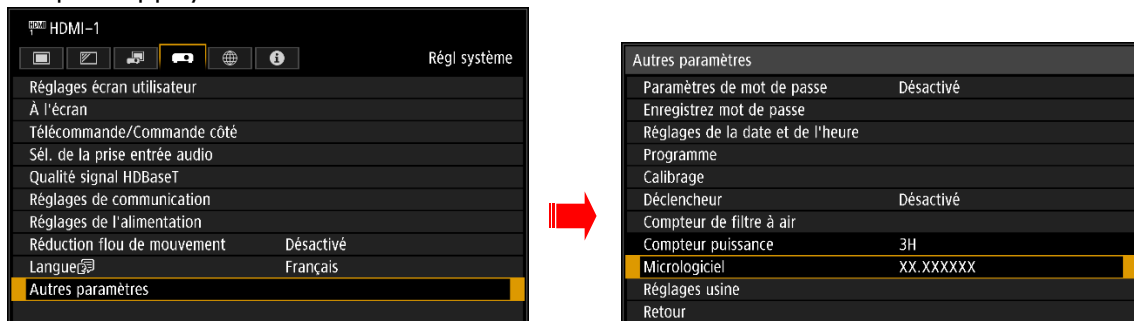 HDMI 1 HDMI-1
Régl système
Réglages écran utilisateur
À l'écran
Télécommande/Commande côté
Sél. de la prise entrée audio
Qualité signal HDBaseT
Réglages de communication
Réglages de l'alimentation
Réduction flou de mouvement Désactivé
Langue Français
Autres paramètres
Autres paramètres
Paramètres de mot de passe Désactivé
Enregistrez mot de passe
Réglages de la date et de l'heure
Programme
Calibrage
Déclencheur Désactivé
Compteur de filtre à air
Compteur puissance 3H
Micrologiciel XX.XXXXXX
Réglages usine
Retour